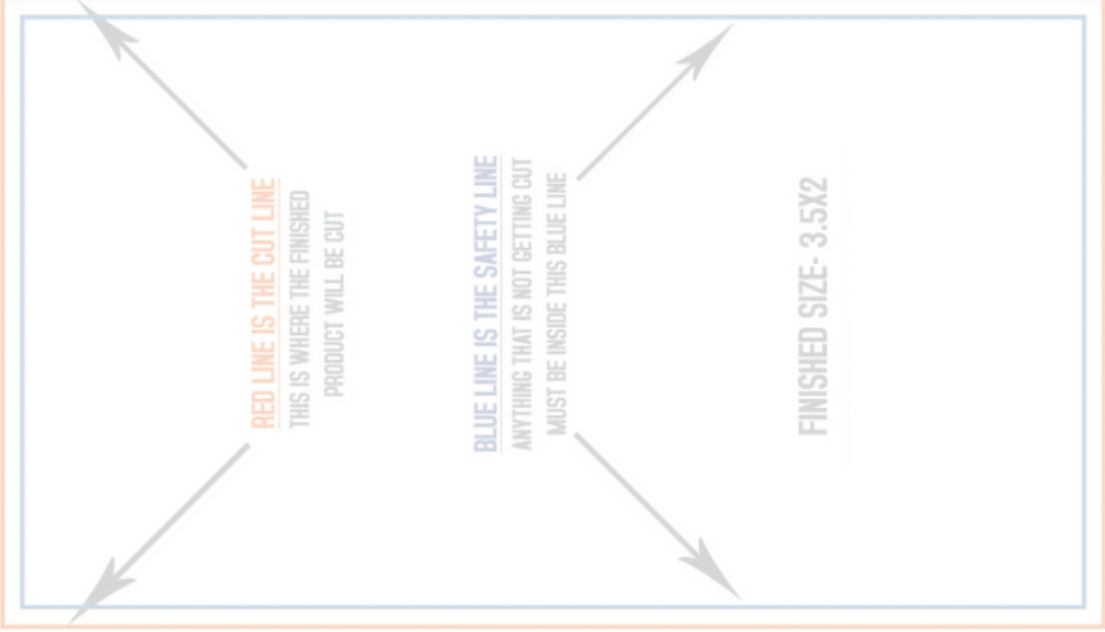 RED LINE IS THE CUT LINE
THIS IS WHERE THE FINISHED
PRODUCT WILL BE CUT
BLUE LINE IS THE SAFETY LINE
ANYTHING THAT IS NOT GETTING CUT
MUST BE INSIDE THIS BLUE LINE
FINISHED SIZE- 3.5X2